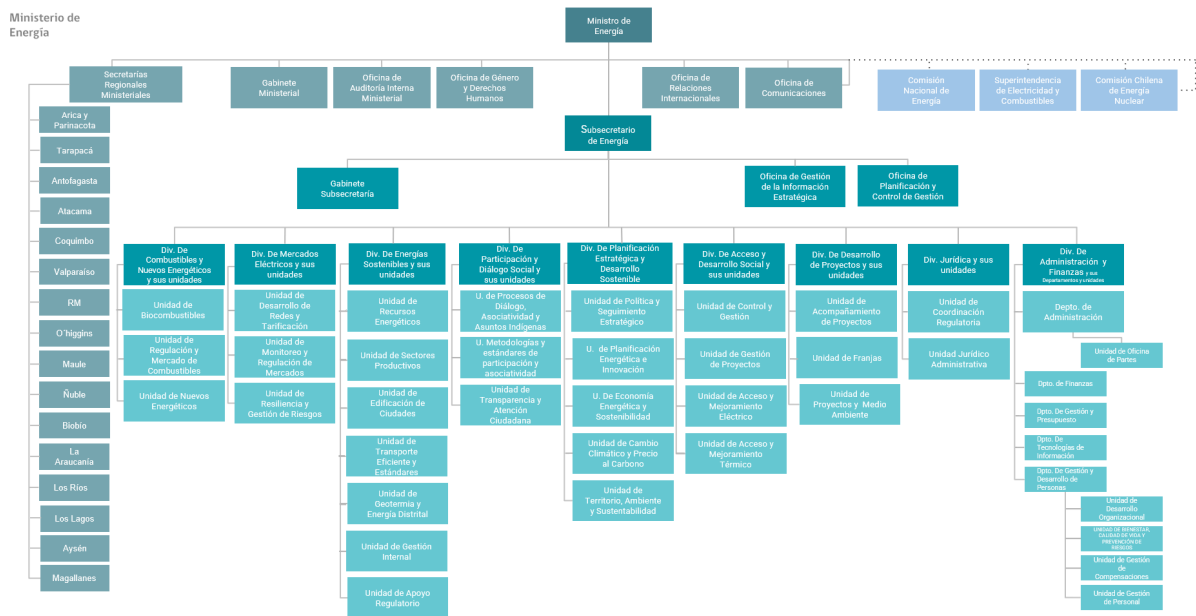 Ministerio de
Energía
Ministro de
Energía
Secretarías
Regionales
Ministeriales
Gabinete
Ministerial
Oficina de
Auditoría Interna
Ministerial
Oficina de Género
y Derechos
Humanos
Oficina de
Relaciones
Internacionales
Oficina de
Comunicaciones
Comisión
Nacional de
Energía
Superintendencia
de Electricidad y
Combustibles
Comisión Chilena
de Energía
Nuclear
Arica y
Parinacota
Tarapacá
Antofagasta
Atacama
Coquimbo
Valparaíso
RM
O´higgins
Maule
Ñuble
Biobío
La
Araucanía
Los Ríos
Los Lagos
Aysén
Magallanes
Subsecretario
de Energía
Gabinete
Subsecretaría
Oficina de Gestión
de la Información
Estratégica
Oficina de
Planificación y
Control de Gestión
Div. De
Combustibles y
Nuevos Energéticos
y sus unidades
Unidad de
Biocombustibles
Unidad de
Regulación y
Mercado de
Combustibles
Unidad de Nuevos
Energéticos
Div. De Mercados
Eléctricos y sus
unidades
Unidad de
Desarrollo de
Redes y
Tarificación
Unidad de
Monitoreo y
Regulación de
Mercados
Unidad de
Resiliencia y
Gestión de Riesgos
Div. De Energías
Sostenibles y sus
unidades
Unidad de
Recursos
Energéticos
Unidad de Sectores
Productivos
Unidad de
Edificación de
Ciudades
Unidad de
Transporte
Eficiente y
Estándares
Unidad de
Geotermia y
Energía Distrital
Unidad de Gestión
Internal
Unidad de Apoyo
Regulatorio
Div. De
Participación y
Diálogo Social y
sus unidades
U. de Procesos de
Diálogo,
Asociatividad y
Asuntos Indígenas
U. Metodologías y
estándares de
participación y
asociatividad
Unidad de
Transparencia y
Atención
Ciudadana
Div. De Planificación
Estratégica y
Desarrollo
Sostenible
Unidad de Política y
Seguimiento
Estratégico
U. de Planificación
Energética e
Innovación
U. De Economía
Energética y
Sostenibilidad
Unidad de Cambio
Climático y Precio
al Carbono
Unidad de
Territorio, Ambiente
y Sustentabilidad
Div. De Acceso y
Desarrollo Social y
sus unidades
Unidad de Control y
Gestión
Unidad de Gestión
de Proyectos
Unidad de Acceso y
Mejoramiento
Eléctrico
Unidad de Acceso y
Mejoramiento
Térmico
Div. De Desarrollo
de Proyectos y sus
unidades
Unidad de
Acompañamiento
de Proyectos
Unidad de Franjas
Unidad de
Proyectos y Medio
Ambiente
Div. Jurídica y sus
unidades
Unidad de
Coordinación
Regulatoria
Unidad Jurídico
Administrativa
Div. De
Administración y
Finanzas y sus
Departamentos y unidades
Depto. de
Administración
Unidad de Oficina
de Partes
Dpto. de Finanzas
Dpto. De Gestión y
Presupuesto
Dpto. De
Tecnologías de
Información
Dpto. De Gestión y
Desarrollo de
Personas
Unidad de
Desarrollo
Organizacional
UNIDAD DE BIENESTAR,
CALIDAD DE VIDA Y
PREVENCIÓN DE
RIESGOS
Unidad de Gestión
de
Compensaciones
Unidad de Gestión
de Personal